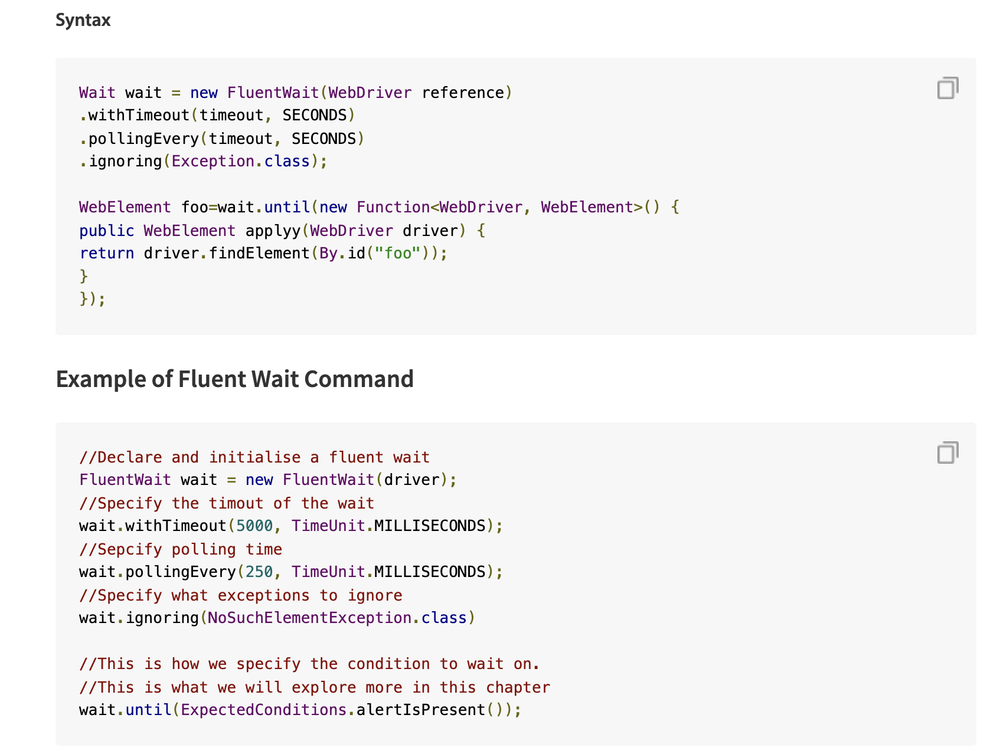 Syntax
Wait wait = new FluentWait(WebDriver reference)
.withTimeout(timeout, SECONDS)
.pollingEvery(timeout, SECONDS)
.ignoring(Exception.class);
WebElement foo=wait.until(new Function<WebDriver, WebElement>() {
public WebElement applyy(WebDriver driver) {
return driver.findElement(By.id("foo"));
}
});
Example of Fluent Wait Command
//Declare and initialise a fluent wait
FluentWait wait = new FluentWait(driver);
//Specify the timout of the wait
wait.withTimeout(5000, TimeUnit.MILLISECONDS);
//Sepcify polling time
wait.pollingEvery(250, TimeUnit.MILLISECONDS);
//Specify what exceptions to ignore
wait.ignoring(NoSuchElementException.class)
//This is how we specify the condition to wait on.
//This is what we will explore more in this chapter
wait.until(ExpectedConditions.alertIsPresent());